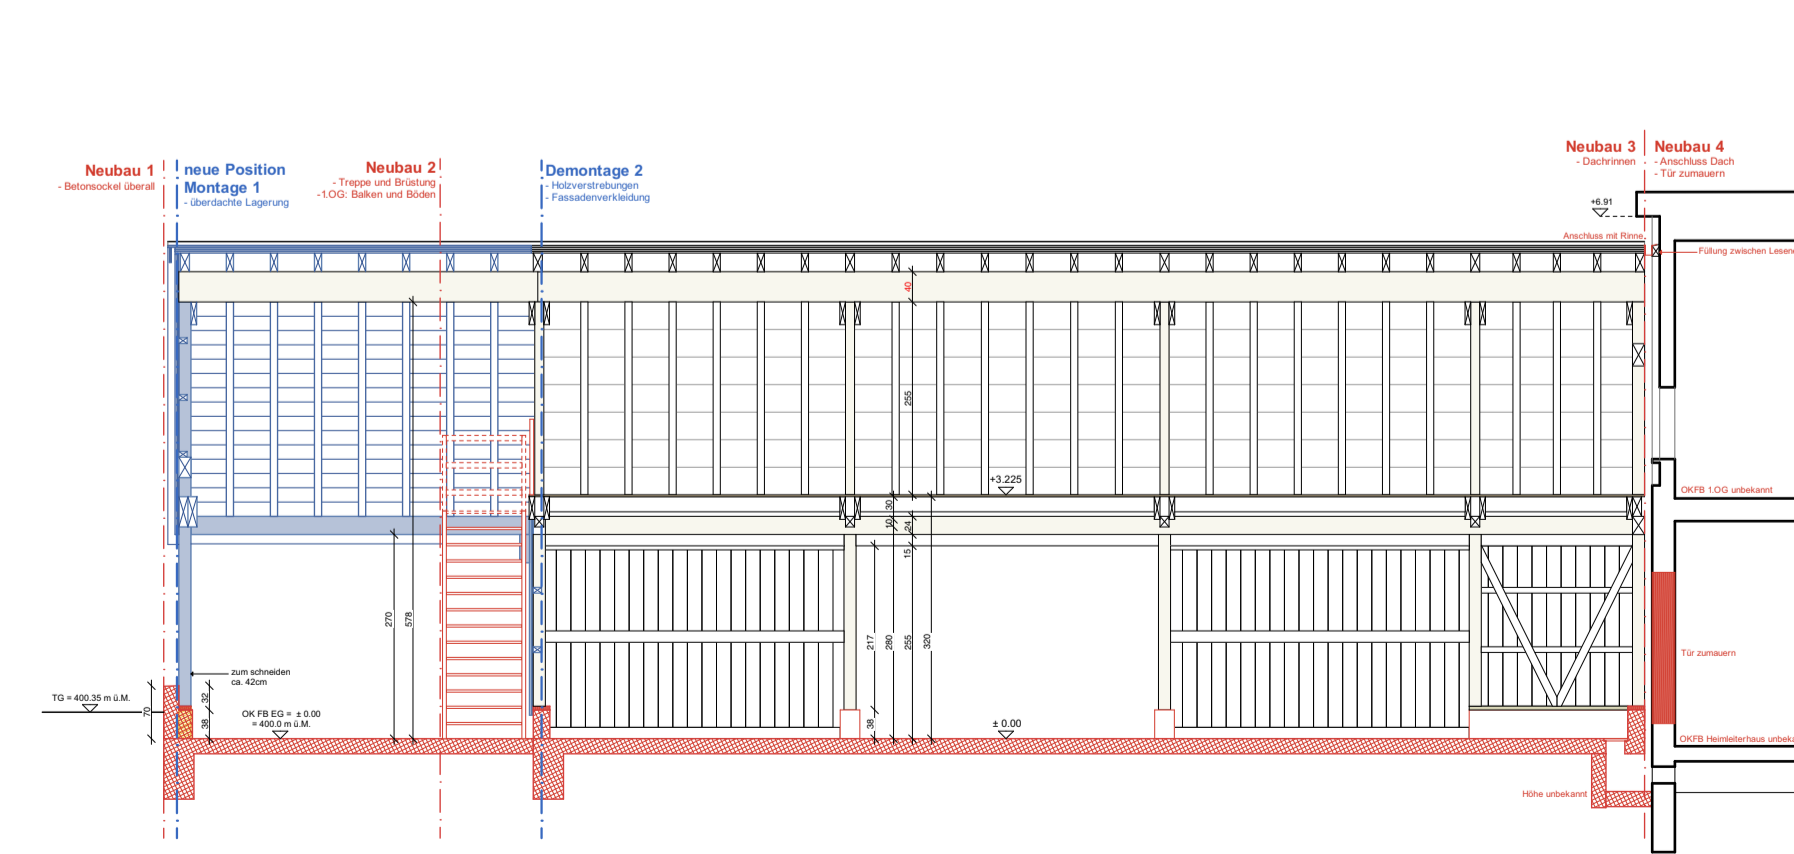 Neubau 1
- Betonsockel überall
neue Position
Montage 1
- überdachte Lagerung
Neubau 2
- Treppe und Brüstung
-1.OG: Balken und Böden
Demontage 2
- Holzverstrebungen
- Fassadenverkleidung
Neubau 3
- Dachrinnen
Neubau 4
- Anschluss Dach
- Tür zumauern
+6.91
Anschluss mit Rinne
Füllung zwischen Lesen
40
255
+3.225
30
10
24
15
OKFB 1.OG unbekannt
270
578
217
280
255
320
zum schneiden
ca. 42cm
TG = 400.35 m ü.M.
70
32
38
OK FB EG = ± 0.00
= 400.0 m ü.M.
38
± 0.00
Tür zumauern
OKFB Heimleiterhaus unbek
Höhe unbekannt